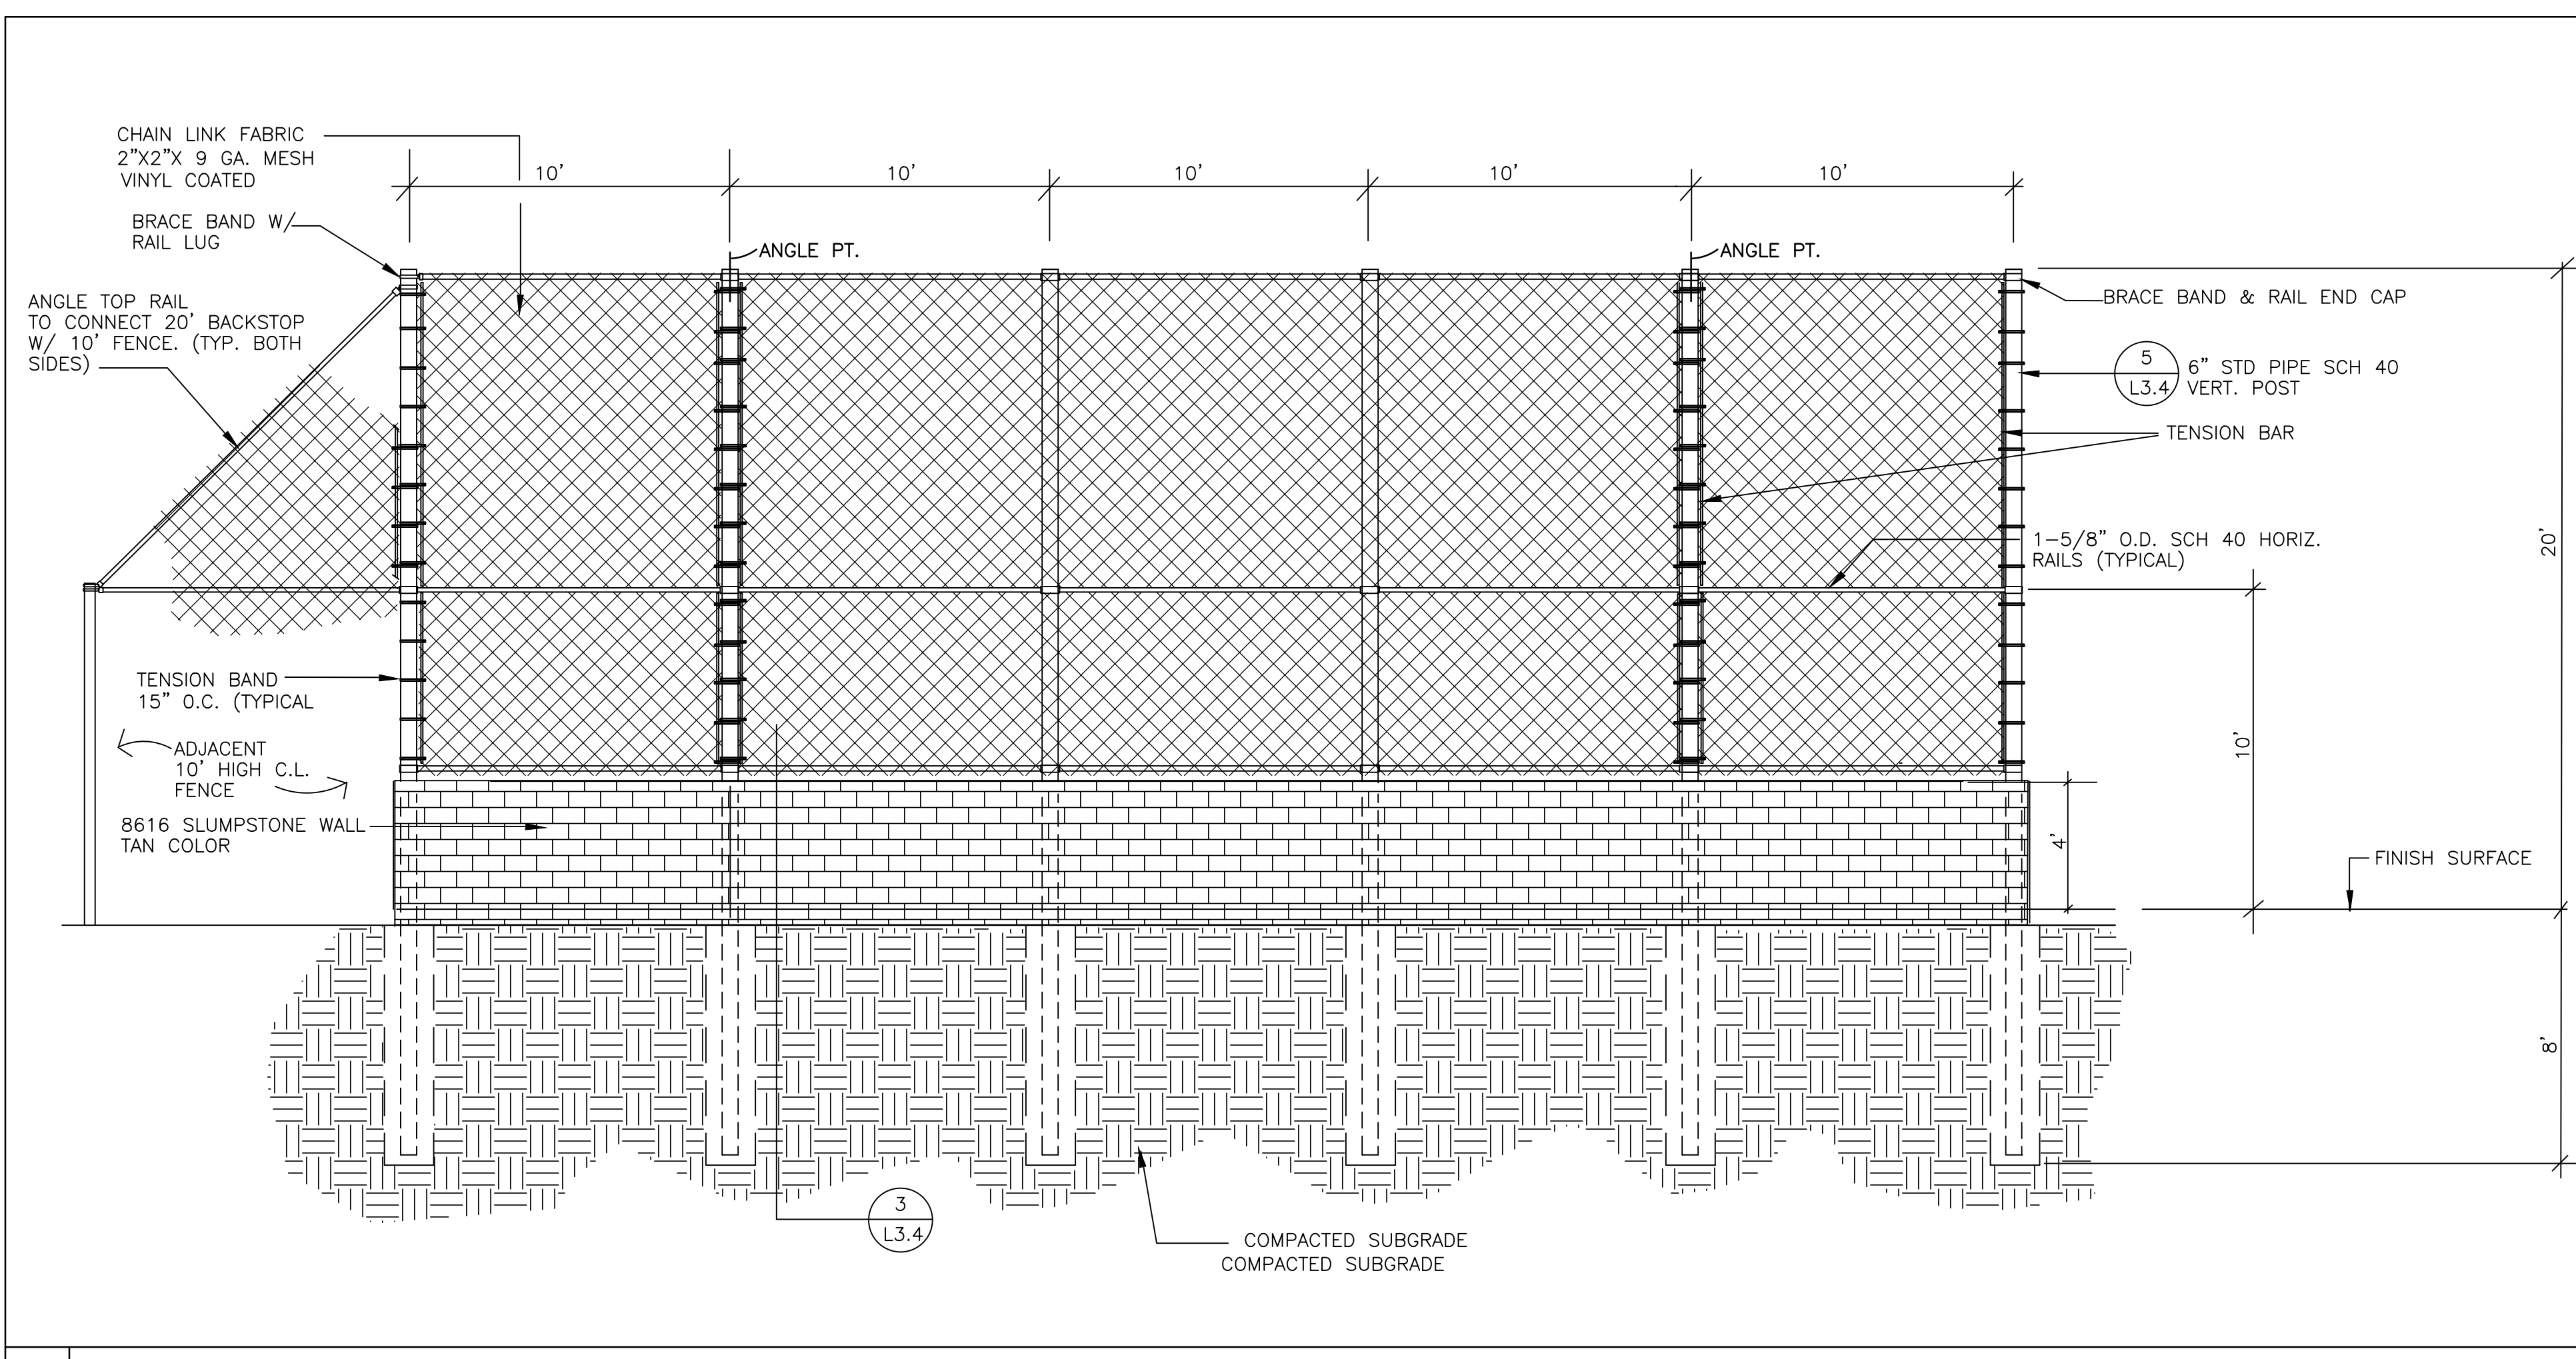 CHAIN LINK FABRIC
2"X2"X 9 GA. MESH
VINYL COATED
10'
10'
10'
10'
10'
BRACE BAND W/
RAIL LUG
ANGLE PT.
ANGLE PT.
ANGLE TOP RAIL
TO CONNECT 20' BACKSTOP
W/ 10' FENCE. (TYP. BOTH
SIDES)
BRACE BAND & RAIL END CAP
5
L3.4
6" STD PIPE SCH 40
VERT. POST
TENSION BAR
1-5/8" O.D. SCH 40 HORIZ.
RAILS (TYPICAL)
20'
TENSION BAND
15" O.C. (TYPICAL
ADJACENT
10' HIGH C.L.
FENCE
10'
8616 SLUMPSTONE WALL
TAN COLOR
4'
FINISH SURFACE
8'
3
L3.4
COMPACTED SUBGRADE
COMPACTED SUBGRADE